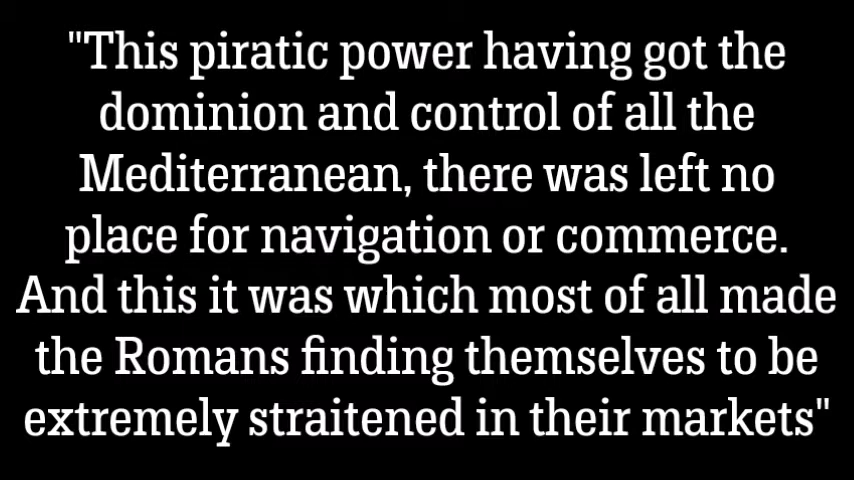 "This piratic power having got the
dominion and control of all the
Mediterranean, there was left no
place for navigation or commerce.
And this it was which most of all made
the Romans finding themselves to be
extremely straitened in their markets"